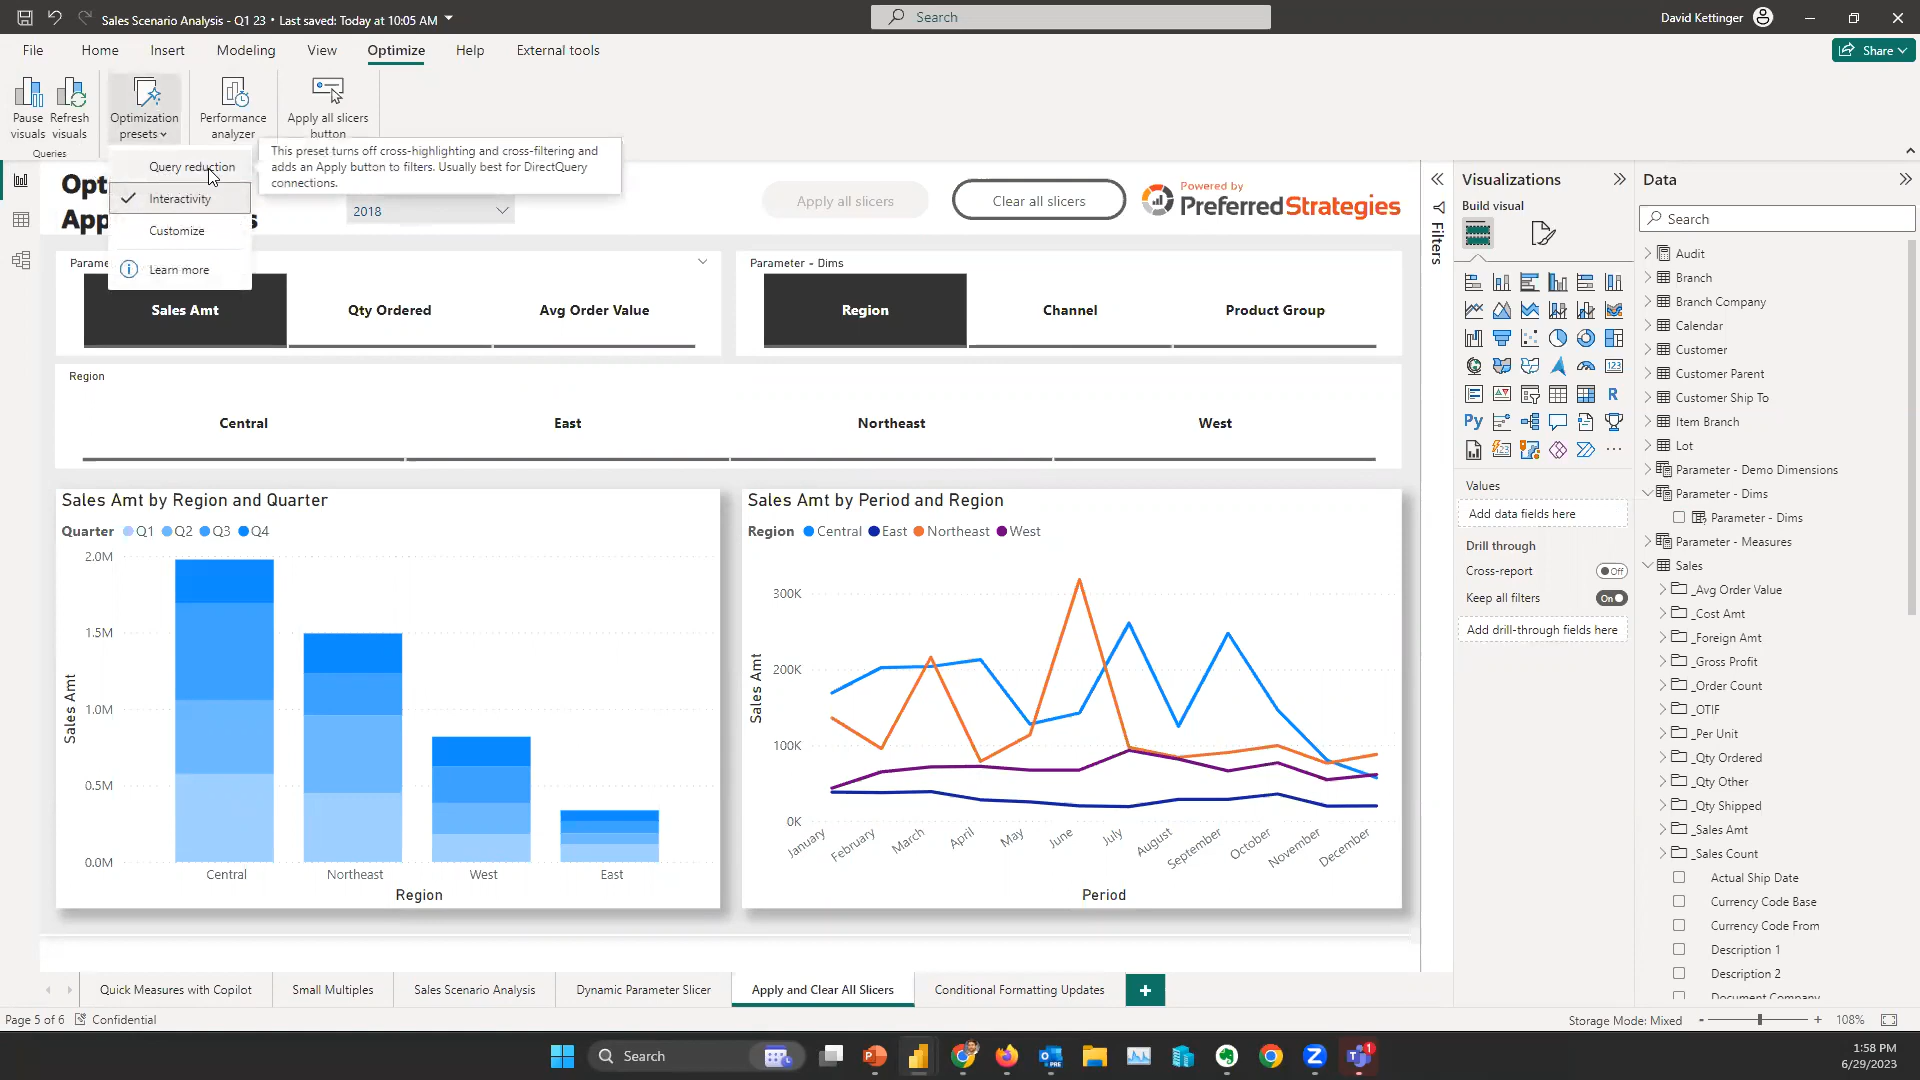 Sales Scenario Analysis - Q1 23 • Last saved: Today at 10:05 AM
Search
David Kettinger
File
Home
Insert
Modeling
View
Optimize
Help
External tools
Share
Pause visuals
Refresh visuals
Optimization presets
Performance analyzer
Apply all slicers button
Queries
Query reduction
Interactivity
Customize
Learn more
This preset turns off cross-highlighting and cross-filtering and
adds an Apply button to filters. Usually best for DirectQuery
connections.
2018
Apply all slicers
Clear all slicers
Powered by
PreferredStrategies
Sales Amt
Qty Ordered
Avg Order Value
Parameter - Dims
Region
Channel
Product Group
Region
Central
East
Northeast
West
Sales Amt by Region and Quarter
Quarter Q1 Q2 Q3 Q4
2.0M
1.5M
1.0M
0.5M
0.0M
Sales Amt
Central
Northeast
West
East
Region
Sales Amt by Period and Region
Region Central East Northeast West
300K
200K
100K
0K
Sales Amt
January
February
March
April
May
June
July
August
September
October
November
December
Period
Filters
Visualizations
Build visual
Py
R
123
Values
Add data fields here
Drill through
Cross-report
Off
Keep all filters
On
Add drill-through fields here
Data
Search
Audit
Branch
Branch Company
Calendar
Customer
Customer Parent
Customer Ship To
Item Branch
Lot
Parameter - Demo Dimensions
Parameter - Dims
Parameter - Dims
Parameter - Measures
Sales
_Avg Order Value
_Cost Amt
_Foreign Amt
_Gross Profit
_Order Count
_OTIF
_Per Unit
_Qty Ordered
_Qty Other
_Qty Shipped
_Sales Amt
_Sales Count
Actual Ship Date
Currency Code Base
Currency Code From
Description 1
Description 2
Document Company
Quick Measures with Copilot
Small Multiples
Sales Scenario Analysis
Dynamic Parameter Slicer
Apply and Clear All Slicers
Conditional Formatting Updates
Page 5 of 6
Confidential
Storage Mode: Mixed
108%
Search
1:58 PM
6/29/2023